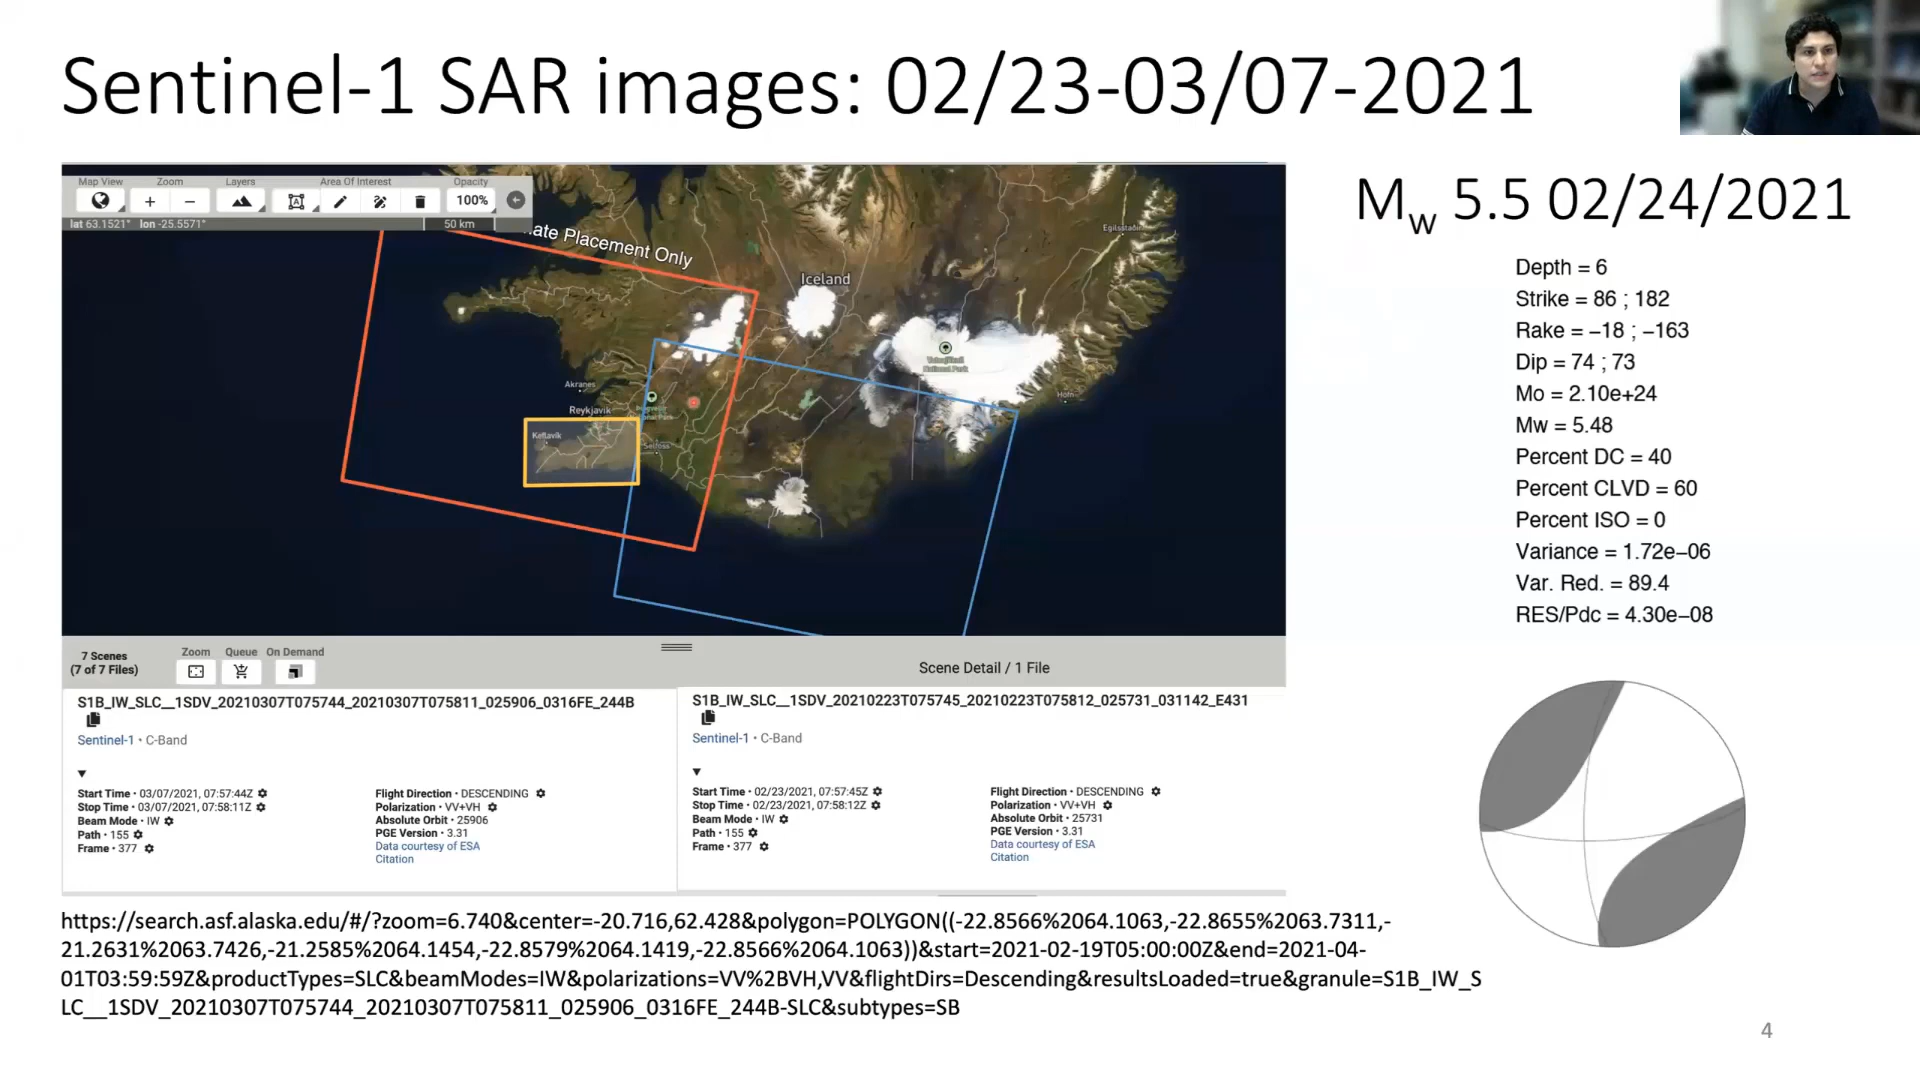 Sentinel-1 SAR images: 02/23-03/07-2021
Map View Zoom Layers Area Of Interest Opacity
100%
lat 63.1521° lon -25.5571° 50 km
Placement Only
Iceland
Egilsstaðir
Akranes
Reykjavik
Keflavik
Selfoss
National Park
Höfn
Mw 5.5 02/24/2021
Depth = 6
Strike = 86 ; 182
Rake = −18 ; −163
Dip = 74 ; 73
Mo = 2.10e+24
Mw = 5.48
Percent DC = 40
Percent CLVD = 60
Percent ISO = 0
Variance = 1.72e−06
Var. Red. = 89.4
RES/Pdc = 4.30e−08
7 Scenes
(7 of 7 Files)
Zoom Queue On Demand
Scene Detail / 1 File
S1B_IW_SLC__1SDV_20210307T075744_20210307T075811_025906_0316FE_244B
Sentinel-1 • C-Band
Start Time • 03/07/2021, 07:57:44Z
Stop Time • 03/07/2021, 07:58:11Z
Beam Mode • IW
Path • 155
Frame • 377
Flight Direction • DESCENDING
Polarization • VV+VH
Absolute Orbit • 25906
PGE Version • 3.31
Data courtesy of ESA
Citation
S1B_IW_SLC__1SDV_20210223T075745_20210223T075812_025731_031142_E431
Sentinel-1 • C-Band
Start Time • 02/23/2021, 07:57:45Z
Stop Time • 02/23/2021, 07:58:12Z
Beam Mode • IW
Path • 155
Frame • 377
Flight Direction • DESCENDING
Polarization • VV+VH
Absolute Orbit • 25731
PGE Version • 3.31
Data courtesy of ESA
Citation
https://search.asf.alaska.edu/#/?zoom=6.740&center=-20.716,62.428&polygon=POLYGON((-22.8566%2064.1063,-22.8655%2063.7311,-
21.2631%2063.7426,-21.2585%2064.1454,-22.8579%2064.1419,-22.8566%2064.1063))&start=2021-02-19T05:00:00Z&end=2021-04-
01T03:59:59Z&productTypes=SLC&beamModes=IW&polarizations=VV%2BVH,VV&flightDirs=Descending&resultsLoaded=true&granule=S1B_IW_S
LC__1SDV_20210307T075744_20210307T075811_025906_0316FE_244B-SLC&subtypes=SB
4